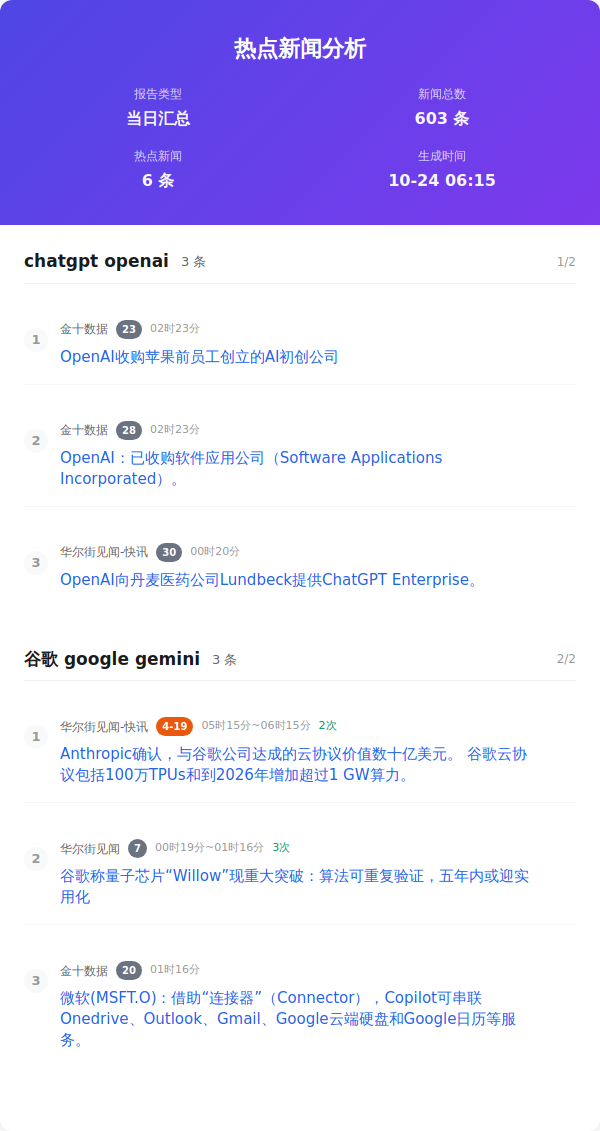 热点新闻分析
报告类型
新闻总数
当日汇总
603 条
热点新闻
生成时间
6 条
10-24 06:15
chatgpt openai 3 条 1/2
1
金十数据 23 02时23分
OpenAI收购苹果前员工创立的AI初创公司
2
金十数据 28 02时23分
OpenAI：已收购软件应用公司（Software Applications
Incorporated）。
3
华尔街见闻-快讯 30 00时20分
OpenAI向丹麦医药公司Lundbeck提供ChatGPT Enterprise。
谷歌 google gemini 3 条 2/2
1
华尔街见闻-快讯 4-19 05时15分~06时15分 2次
Anthropic确认，与谷歌公司达成的云协议价值数十亿美元。 谷歌云协
议包括100万TPUs和到2026年增加超过1 GW算力。
2
华尔街见闻 7 00时19分~01时16分 3次
谷歌称量子芯片“Willow”现重大突破：算法可重复验证，五年内或迎实
用化
3
金十数据 20 01时16分
微软(MSFT.O)：借助“连接器”（Connector），Copilot可串联
Onedrive、Outlook、Gmail、Google云端硬盘和Google日历等服
务。